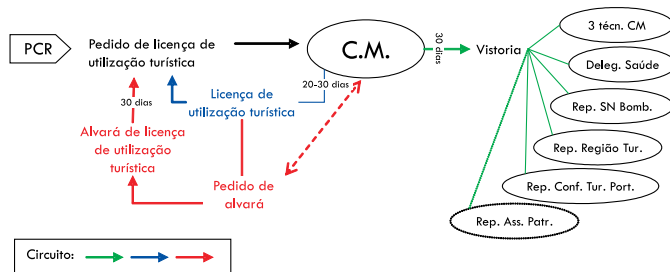 PCR
Pedido de licença de
utilização turística
C.M.
30 dias
Vistoria
3 técn. CM
Deleg. Saúde
Rep. SN Bomb.
Rep. Região Tur.
Rep. Conf. Tur. Port.
Rep. Ass. Patr.
20-30 dias
Licença de
utilização turística
30 dias
Alvará de licença
de utilização
turística
Pedido de
alvará
Circuito: